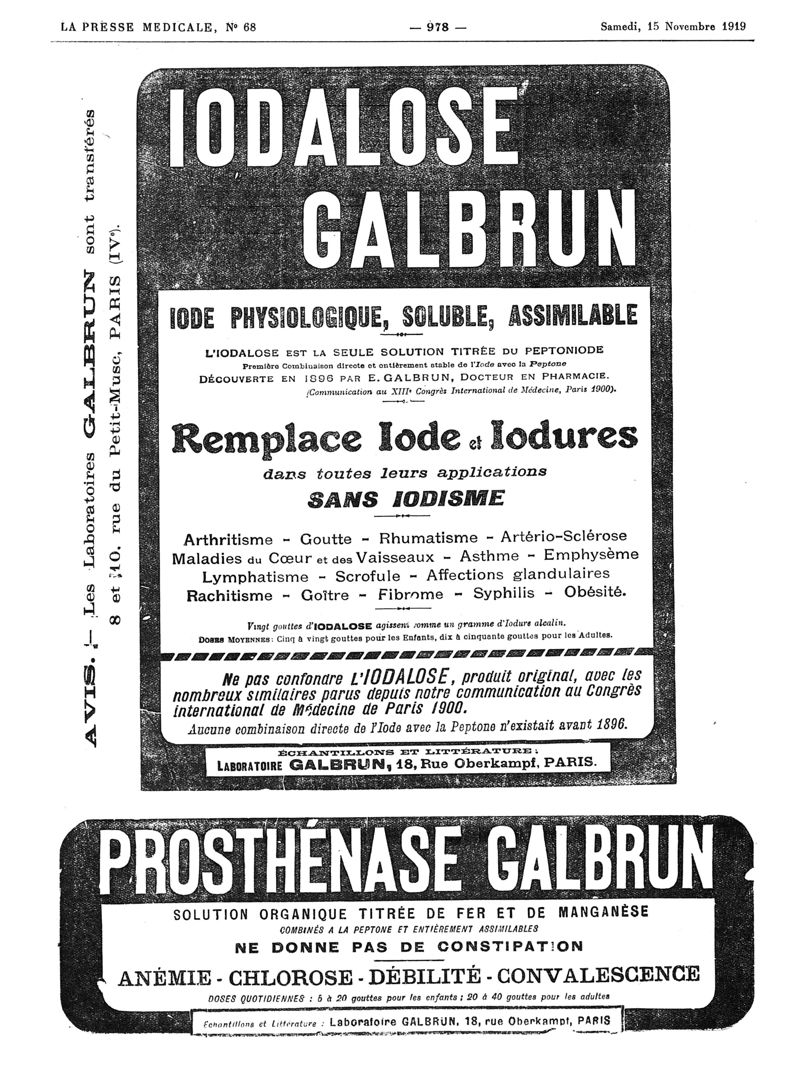 LA PRESSE MEDICALE, Nº 68 — 978 — Samedi, 15 Novembre 1919
AVIS. — Les Laboratoires GALBRUN sont transférés
8 et 10, rue du Petit-Musc, PARIS (IVe).
IODALOSE
GALBRUN
IODE PHYSIOLOGIQUE, SOLUBLE, ASSIMILABLE
L'IODALOSE EST LA SEULE SOLUTION TITRÉE DU PEPTONIODE
Première Combinaison directe et entièrement stable de l'Iode avec la Peptone
DÉCOUVERTE EN 1896 PAR E. GALBRUN, DOCTEUR EN PHARMACIE.
(Communication au XIIIe Congrès International de Médecine, Paris 1900).
Remplace Iode et Iodures
dans toutes leurs applications
SANS IODISME
Arthritisme - Goutte - Rhumatisme - Artério-Sclérose
Maladies du Cœur et des Vaisseaux - Asthme - Emphysème
Lymphatisme - Scrofule - Affections glandulaires
Rachitisme - Goître - Fibrome - Syphilis - Obésité.
Vingt gouttes d'IODALOSE agissent comme un gramme d'Iodure alcalin.
DOSES MOYENNES : Cinq à vingt gouttes pour les Enfants, dix à cinquante gouttes pour les Adultes.
Ne pas confondre L'IODALOSE, produit original, avec les
nombreux similaires parus depuis notre communication au Congrès
International de Médecine de Paris 1900.
Aucune combinaison directe de l'Iode avec la Peptone n'existait avant 1896.
ÉCHANTILLONS ET LITTÉRATURE :
LABORATOIRE GALBRUN, 18, Rue Oberkampf, PARIS.
PROSTHÉNASE GALBRUN
SOLUTION ORGANIQUE TITRÉE DE FER ET DE MANGANÈSE
COMBINÉS A LA PEPTONE ET ENTIÈREMENT ASSIMILABLES
NE DONNE PAS DE CONSTIPATION
ANÉMIE - CHLOROSE - DÉBILITÉ - CONVALESCENCE
DOSES QUOTIDIENNES : 5 à 20 gouttes pour les enfants ; 20 à 40 gouttes pour les adultes
Echantillons et Littérature : Laboratoire GALBRUN, 18, rue Oberkampf, PARIS